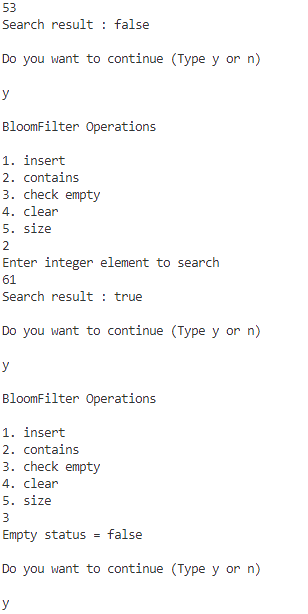 53
Search result : false
Do you want to continue (Type y or n)
y
BloomFilter Operations
1. insert
2. contains
3. check empty
4. clear
5. size
2
Enter integer element to search
61
Search result : true
Do you want to continue (Type y or n)
y
BloomFilter Operations
1. insert
2. contains
3. check empty
4. clear
5. size
3
Empty status = false
Do you want to continue (Type y or n)
y